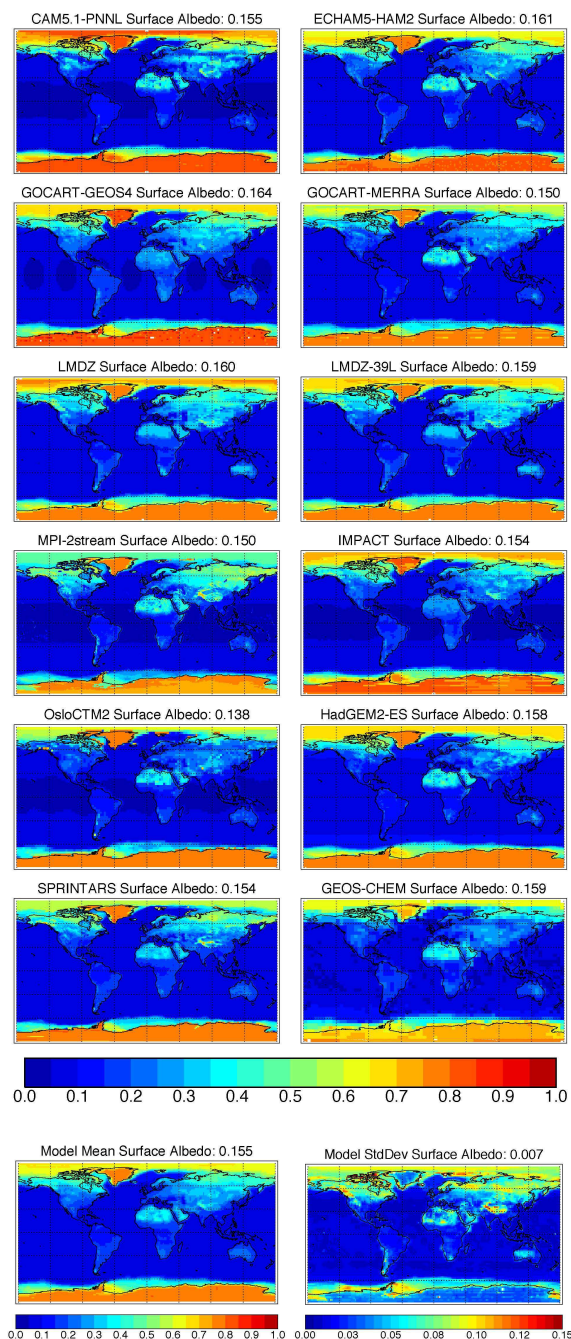 CAM5.1-PNNL Surface Albedo: 0.155
ECHAM5-HAM2 Surface Albedo: 0.161
GOCART-GEOS4 Surface Albedo: 0.164
GOCART-MERRA Surface Albedo: 0.150
LMDZ Surface Albedo: 0.160
LMDZ-39L Surface Albedo: 0.159
MPI-2stream Surface Albedo: 0.150
IMPACT Surface Albedo: 0.154
OsloCTM2 Surface Albedo: 0.138
HadGEM2-ES Surface Albedo: 0.158
SPRINTARS Surface Albedo: 0.154
GEOS-CHEM Surface Albedo: 0.159
0.0 0.1 0.2 0.3 0.4 0.5 0.6 0.7 0.8 0.9 1.0
Model Mean Surface Albedo: 0.155
Model StdDev Surface Albedo: 0.007
0.0 0.1 0.2 0.3 0.4 0.5 0.6 0.7 0.8 0.9 1.0
0.00 0.03 0.06 0.08 0.10 0.12 0.1